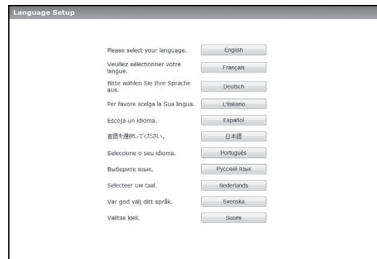 Language Setup
Please select your language. English
Veuillez sélectionner votre
langue. Français
Bitte wählen Sie Ihre Sprache
aus. Deutsch
Per favore scelga la Sua lingua. L'Italiano
Escoja un idioma. Español
言語を選択してください。 日本語
Seleccione o seu idioma. Português
Выберите язык. Русский язык
Selecteer uw taal. Nederlands
Var god välj ditt språk. Svenska
Valitse kieli. Suomi